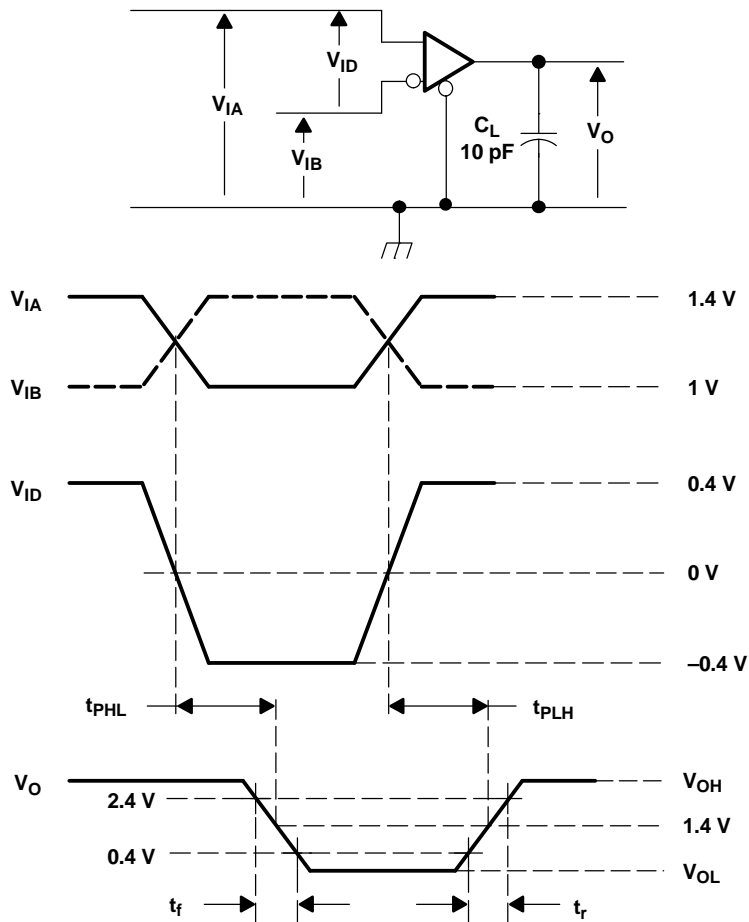 V_ID
V_IA
V_IB
C_L
10 pF
V_O
V_IA
1.4 V
V_IB
1 V
V_ID
0.4 V
0 V
–0.4 V
t_PHL
t_PLH
V_O
V_OH
2.4 V
1.4 V
0.4 V
V_OL
t_f
t_r